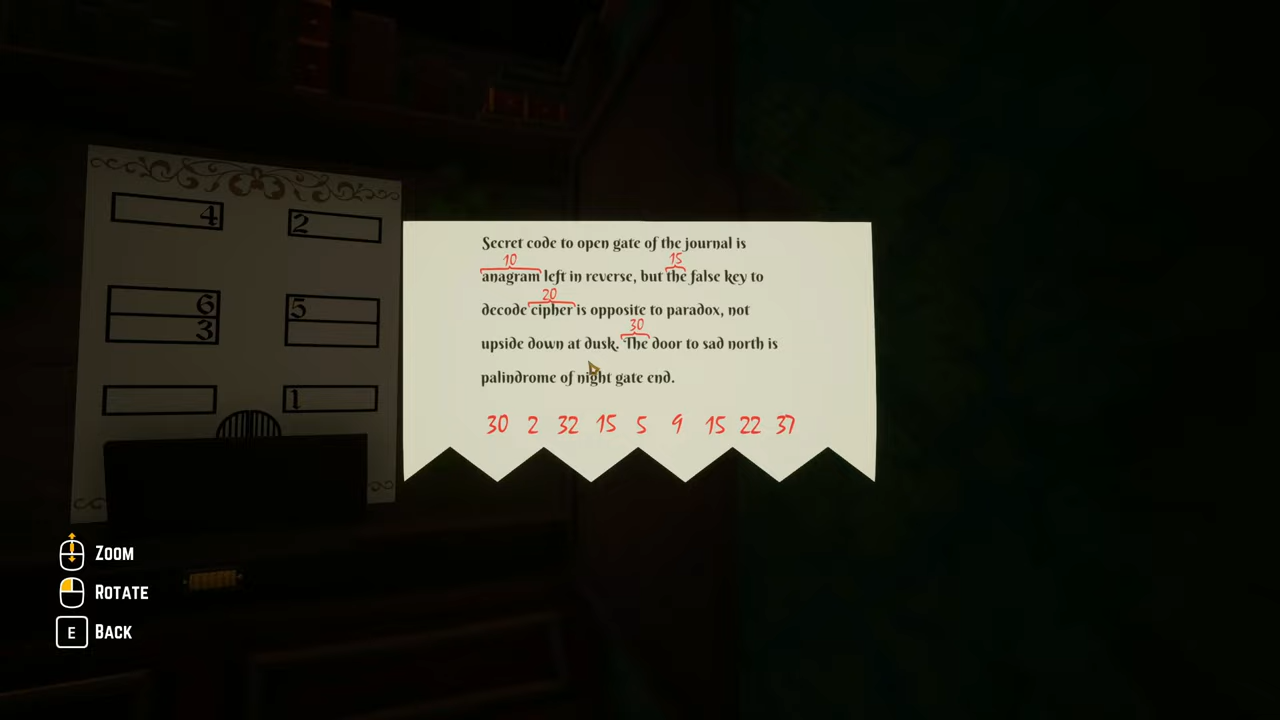 4 2
6 5
3
1
Secret code to open gate of the journal is
10 15
anagram left in reverse, but the false key to
20
decode cipher is opposite to paradox, not
30
upside down at dusk. The door to sad north is
palindrome of night gate end.
30 2 32 15 5 9 15 22 37
ZOOM
ROTATE
E BACK